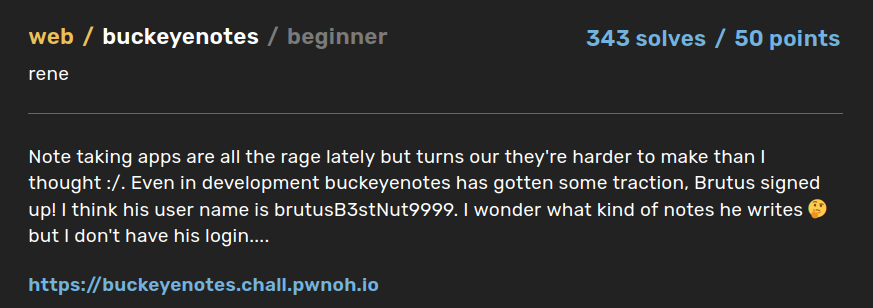 web / buckeyenotes / beginner
343 solves / 50 points
rene
Note taking apps are all the rage lately but turns our they're harder to make than I
thought :/. Even in development buckeyenotes has gotten some traction, Brutus signed
up! I think his user name is brutusB3stNut9999. I wonder what kind of notes he writes 🤔
but I don't have his login....
https://buckeyenotes.chall.pwnoh.io